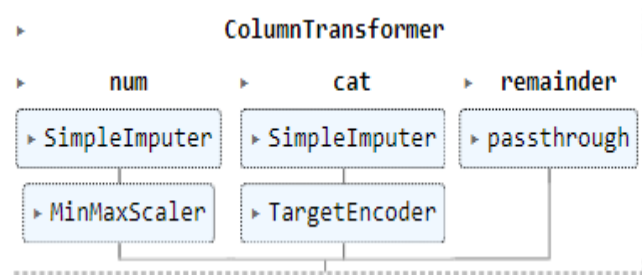 ColumnTransformer
num cat remainder
SimpleImputer SimpleImputer passthrough
MinMaxScaler TargetEncoder